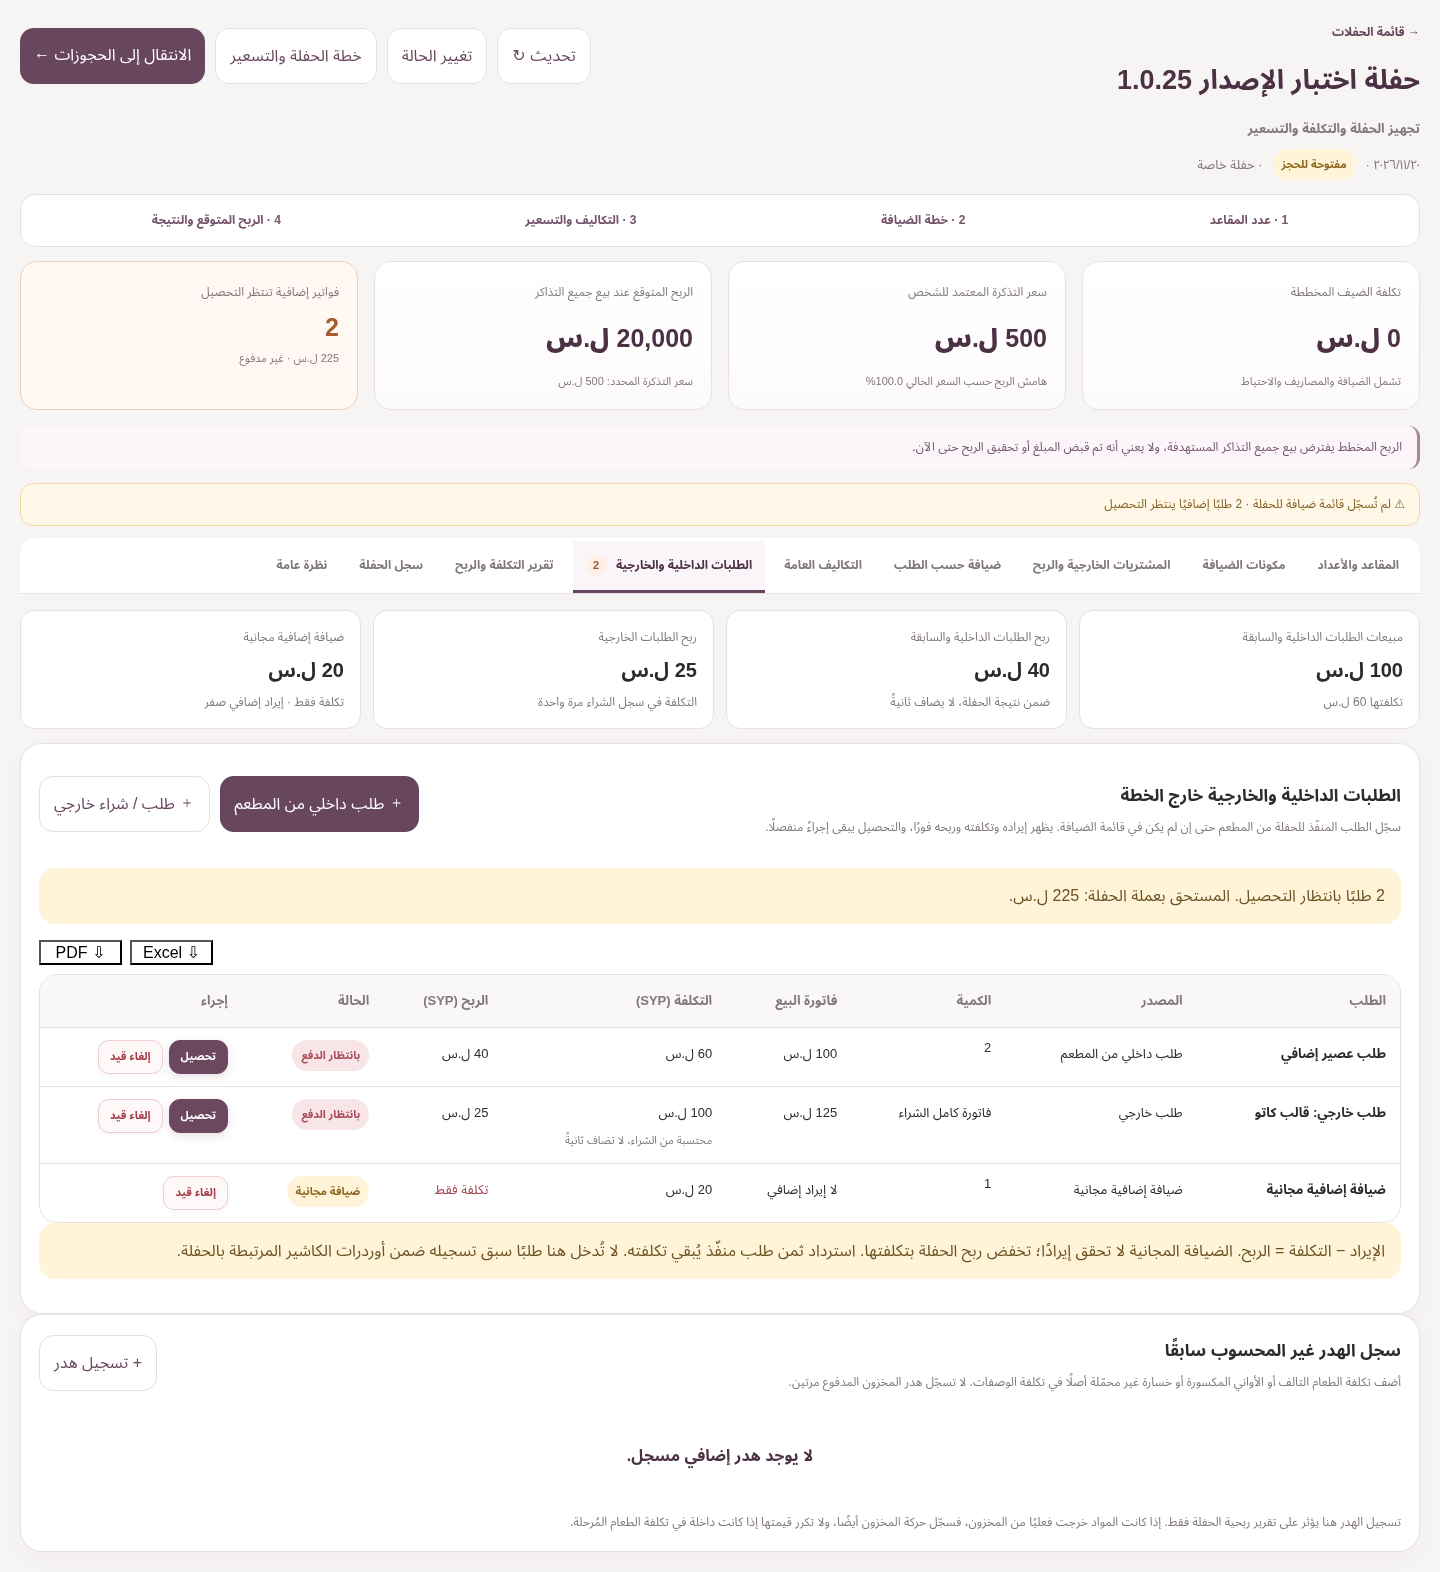 → قائمة الحفلات
حفلة اختبار الإصدار 1.0.25
تجهيز الحفلة والتكلفة والتسعير
٢٠٢٦/١١/٢٠ · مفتوحة للحجز · حفلة خاصة
تحديث ↻
تغيير الحالة
خطة الحفلة والتسعير
الانتقال إلى الحجوزات ←
1 · عدد المقاعد
2 · خطة الضيافة
3 · التكاليف والتسعير
4 · الربح المتوقع والنتيجة
تكلفة الضيف المخططة
0 ل.س
تشمل الضيافة والمصاريف والاحتياط
سعر التذكرة المعتمد للشخص
500 ل.س
هامش الربح حسب السعر الحالي 100.0%
الربح المتوقع عند بيع جميع التذاكر
20,000 ل.س
سعر التذكرة المحدد: 500 ل.س
فواتير إضافية تنتظر التحصيل
2
225 ل.س · غير مدفوع
الربح المخطط يفترض بيع جميع التذاكر المستهدفة، ولا يعني أنه تم قبض المبلغ أو تحقيق الربح حتى الآن.
⚠ لم تُسجّل قائمة ضيافة للحفلة · 2 طلبًا إضافيًا ينتظر التحصيل
المقاعد والأعداد
مكونات الضيافة
المشتريات الخارجية والربح
ضيافة حسب الطلب
التكاليف العامة
الطلبات الداخلية والخارجية 2
تقرير التكلفة والربح
سجل الحفلة
نظرة عامة
مبيعات الطلبات الداخلية والسابقة
100 ل.س
تكلفتها 60 ل.س
ربح الطلبات الداخلية والسابقة
40 ل.س
ضمن نتيجة الحفلة، لا يضاف ثانيةً
ربح الطلبات الخارجية
25 ل.س
التكلفة في سجل الشراء مرة واحدة
ضيافة إضافية مجانية
20 ل.س
تكلفة فقط · إيراد إضافي صفر
الطلبات الداخلية والخارجية خارج الخطة
سجّل الطلب المنفّذ للحفلة من المطعم حتى إن لم يكن في قائمة الضيافة. يظهر إيراده وتكلفته وربحه فورًا، والتحصيل يبقى إجراءً منفصلًا.
+ طلب داخلي من المطعم
+ طلب / شراء خارجي
2 طلبًا بانتظار التحصيل. المستحق بعملة الحفلة: 225 ل.س.
Excel ⇩
PDF ⇩
الطلب المصدر الكمية فاتورة البيع التكلفة (SYP) الربح (SYP) الحالة إجراء
طلب عصير إضافي طلب داخلي من المطعم 2 100 ل.س 60 ل.س 40 ل.س بانتظار الدفع تحصيل إلغاء قيد
طلب خارجي: قالب كاتو طلب خارجي فاتورة كامل الشراء 125 ل.س 100 ل.س 25 ل.س بانتظار الدفع تحصيل إلغاء قيد
محتسبة من الشراء، لا تضاف ثانيةً
ضيافة إضافية مجانية ضيافة إضافية مجانية 1 لا إيراد إضافي 20 ل.س تكلفة فقط ضيافة مجانية إلغاء قيد
الإيراد − التكلفة = الربح. الضيافة المجانية لا تحقق إيرادًا؛ تخفض ربح الحفلة بتكلفتها. استرداد ثمن طلب منفّذ يُبقي تكلفته. لا تُدخل هنا طلبًا سبق تسجيله ضمن أوردرات الكاشير المرتبطة بالحفلة.
سجل الهدر غير المحسوب سابقًا
أضف تكلفة الطعام التالف أو الأواني المكسورة أو خسارة غير محمّلة أصلًا في تكلفة الوصفات. لا تسجّل هدر المخزون المدفوع مرتين.
+ تسجيل هدر
لا يوجد هدر إضافي مسجل.
تسجيل الهدر هنا يؤثر على تقرير ربحية الحفلة فقط. إذا كانت المواد خرجت فعليًا من المخزون، فسجّل حركة المخزون أيضًا، ولا تكرر قيمتها إذا كانت داخلة في تكلفة الطعام المُرحلة.